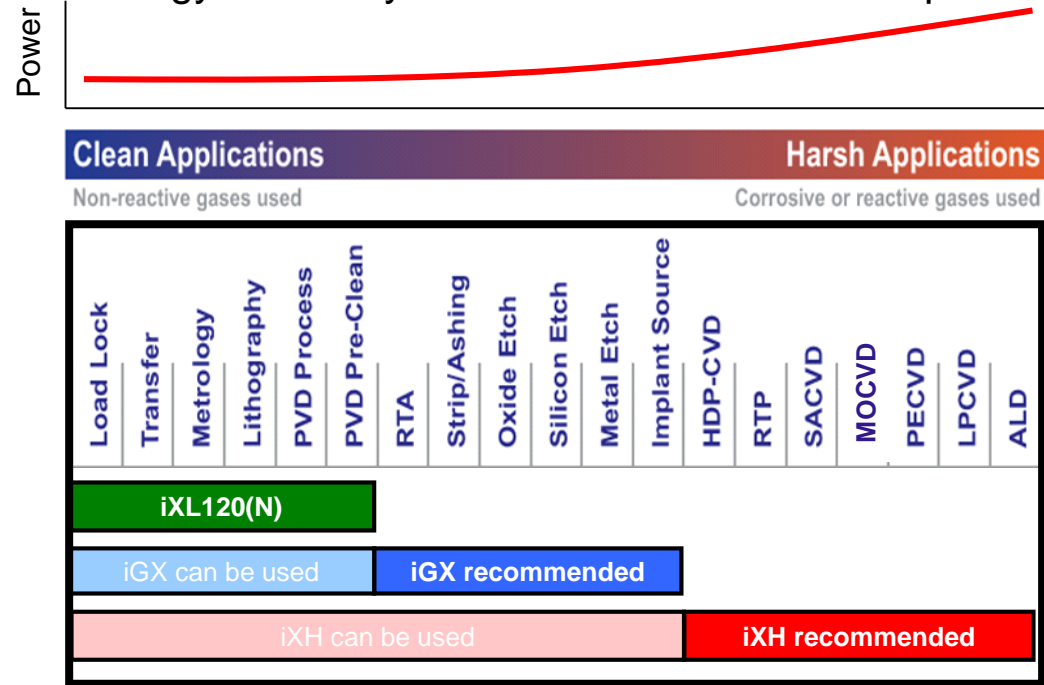 Power
Clean Applications
Harsh Applications
Non-reactive gases used
Corrosive or reactive gases used
Load Lock
Transfer
Metrology
Lithography
PVD Process
PVD Pre-Clean
RTA
Strip/Ashing
Oxide Etch
Silicon Etch
Metal Etch
Implant Source
HDP-CVD
RTP
SACVD
MOCVD
PECVD
LPCVD
ALD
iXL120(N)
iGX can be used
iGX recommended
iXH can be used
iXH recommended